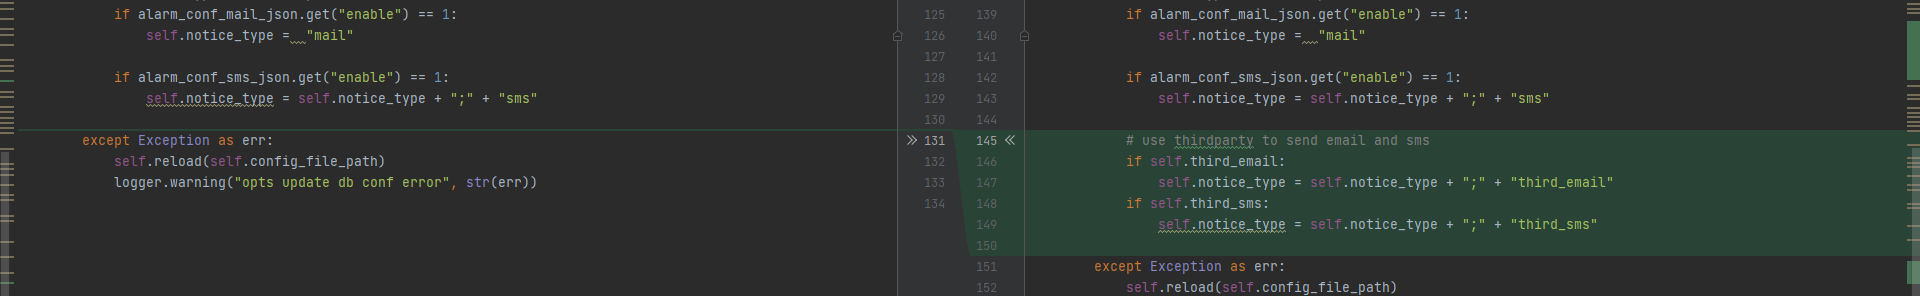 if alarm_conf_mail_json.get("enable") == 1:
self.notice_type =  "mail"
if alarm_conf_sms_json.get("enable") == 1:
self.notice_type = self.notice_type + ";" + "sms"
except Exception as err:
self.reload(self.config_file_path)
logger.warning("opts update db conf error", str(err))
125 139
126 140
127 141
128 142
129 143
130 144
131 145
132 146
133 147
134 148
149
150
151
152
if alarm_conf_mail_json.get("enable") == 1:
self.notice_type =  "mail"
if alarm_conf_sms_json.get("enable") == 1:
self.notice_type = self.notice_type + ";" + "sms"
# use thirdparty to send email and sms
if self.third_email:
self.notice_type = self.notice_type + ";" + "third_email"
if self.third_sms:
self.notice_type = self.notice_type + ";" + "third_sms"
except Exception as err:
self.reload(self.config_file_path)